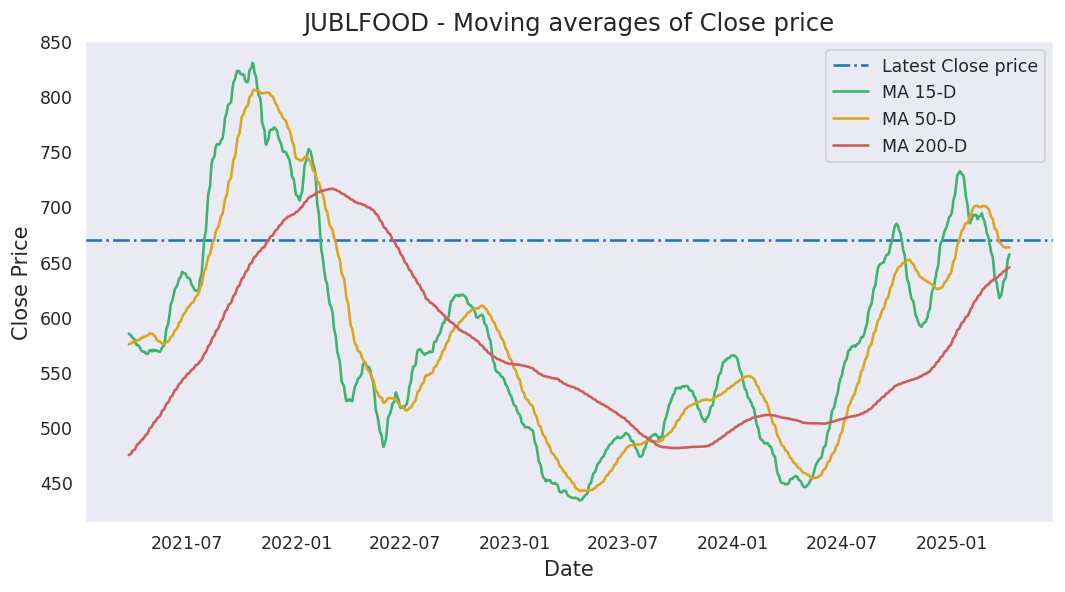 JUBLFOOD - Moving averages of Close price
850
800
750
700
650
600
550
500
450
Close Price
Latest Close price
MA 15-D
MA 50-D
MA 200-D
2021-07 2022-01 2022-07 2023-01 2023-07 2024-01 2024-07 2025-01
Date